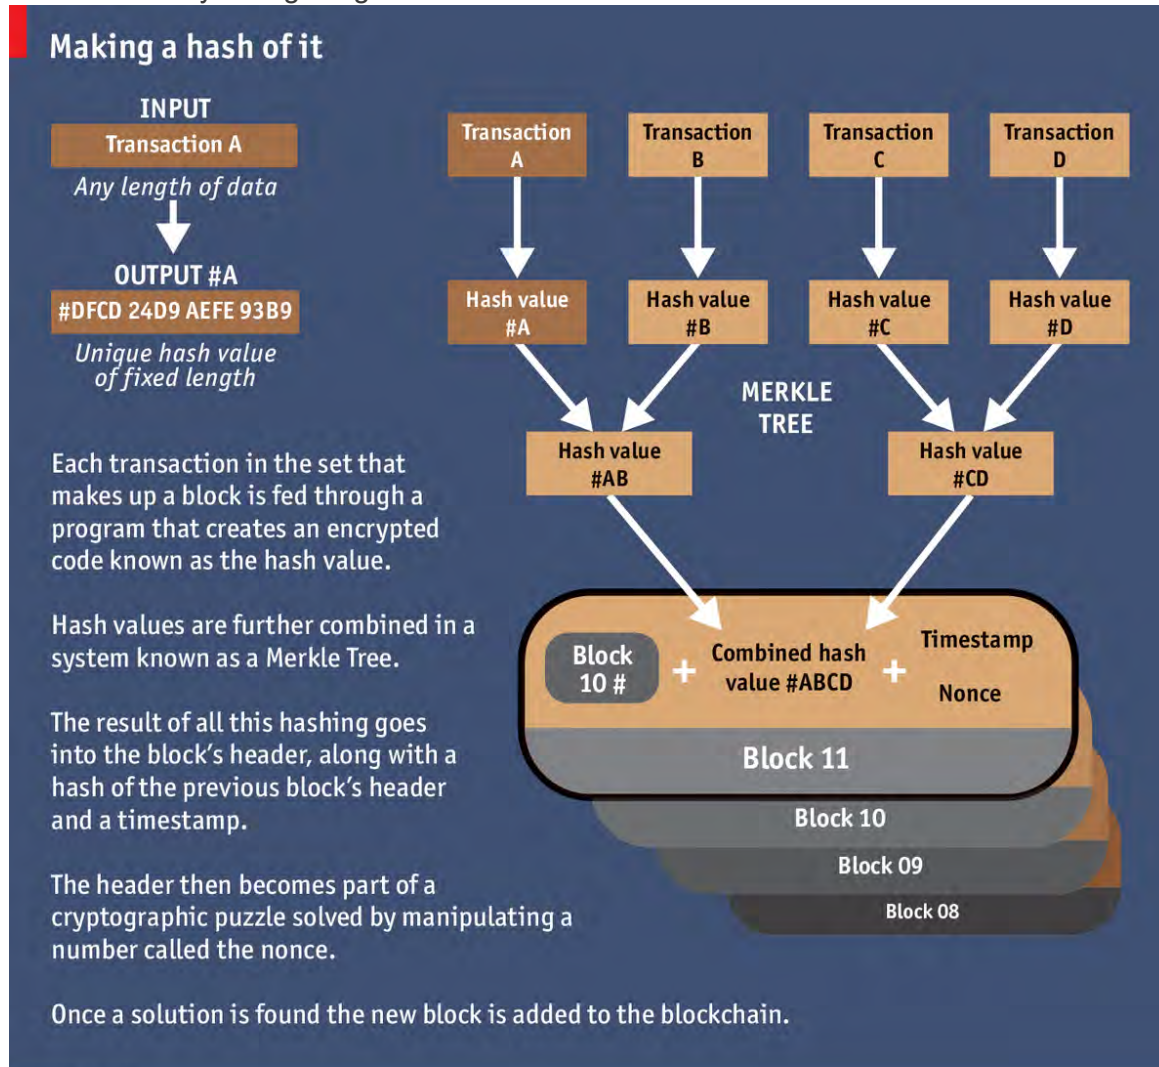 Making a hash of it
INPUT
Transaction A
Any length of data
OUTPUT #A
#DFCD 24D9 AEFE 93B9
Unique hash value
of fixed length
Each transaction in the set that
makes up a block is fed through a
program that creates an encrypted
code known as the hash value.
Hash values are further combined in a
system known as a Merkle Tree.
The result of all this hashing goes
into the block's header, along with a
hash of the previous block's header
and a timestamp.
The header then becomes part of a
cryptographic puzzle solved by manipulating a
number called the nonce.
Once a solution is found the new block is added to the blockchain.
Transaction
A
Transaction
B
Transaction
C
Transaction
D
Hash value
#A
Hash value
#B
Hash value
#C
Hash value
#D
MERKLE
TREE
Hash value
#AB
Hash value
#CD
Block
10 #
+
Combined hash
value #ABCD
+
Timestamp
Nonce
Block 11
Block 10
Block 09
Block 08